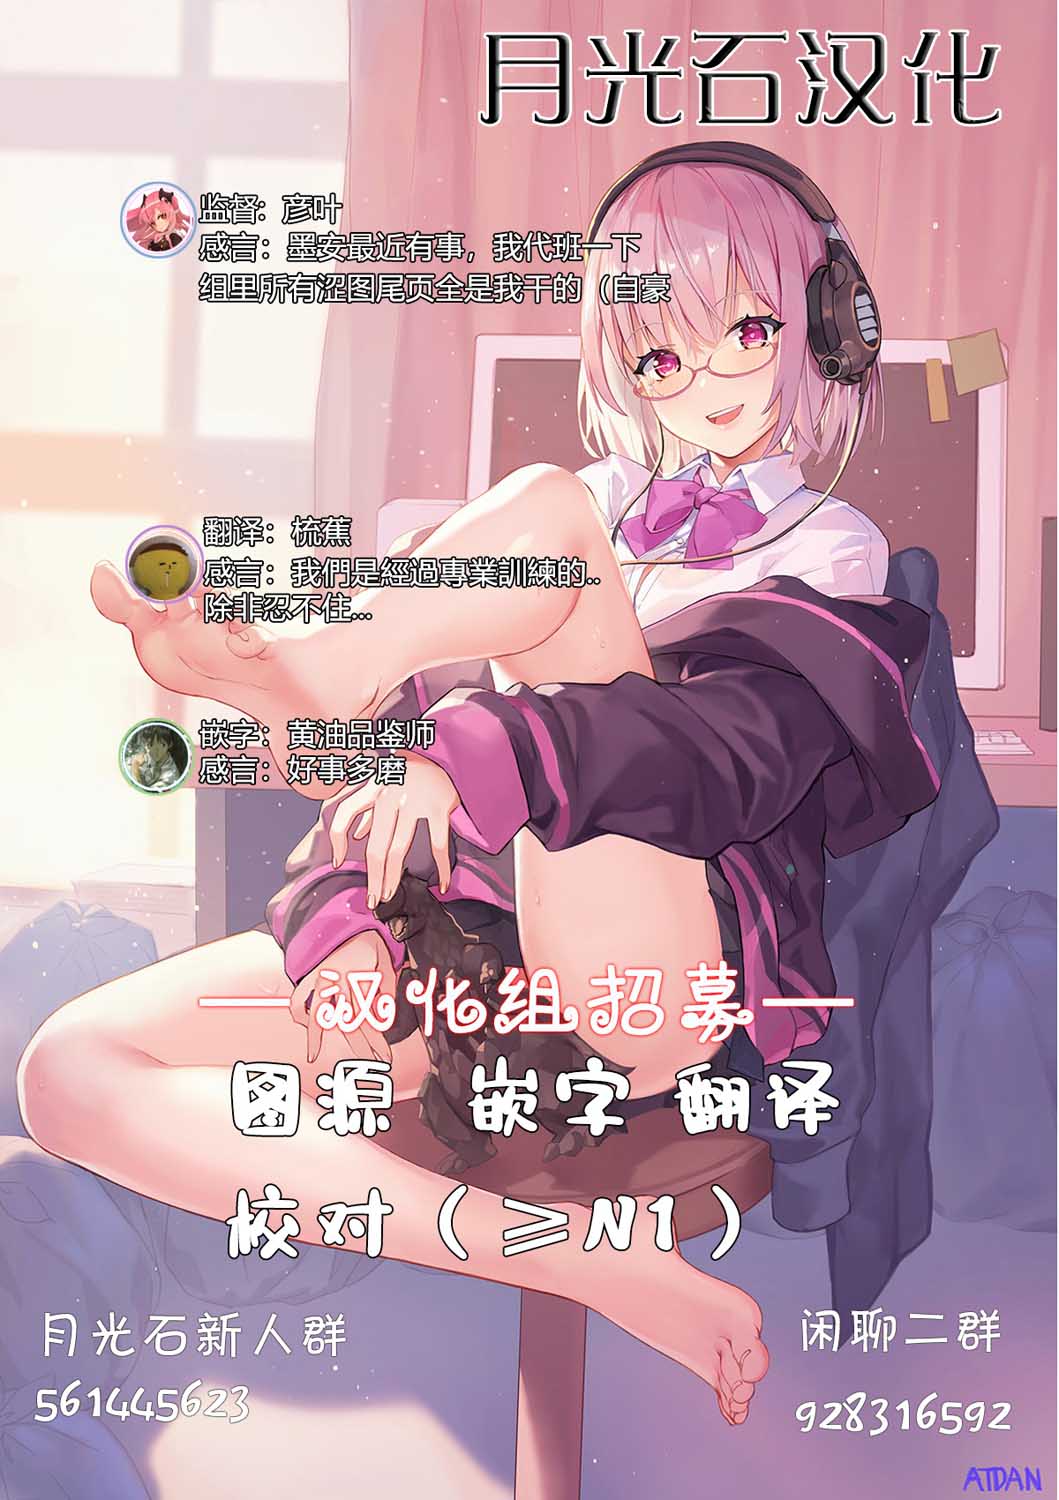 月光石汉化
监督：彦叶
感言：墨安最近有事，我代班一下
组里所有涩图尾页全是我干的（自豪
翻译：梳蕉
感言：我們是經過專業訓練的..
除非忍不住...
嵌字：黄油品鉴师
感言：好事多磨
—汉化组招募—
图源 嵌字 翻译
校对（≥N1）
月光石新人群
561445623
闲聊二群
928316592
ATDAN